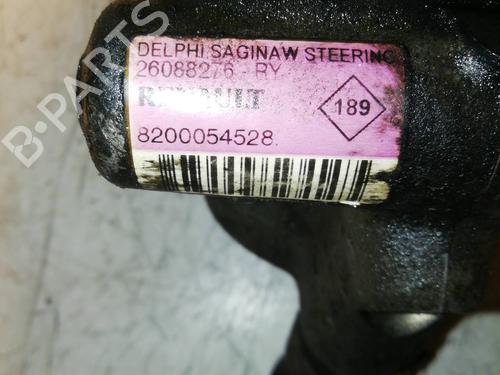 DELPHI SAGINAW STEERING
26088276 - RY
RENAULT
189
8200054528.
B-PARTS